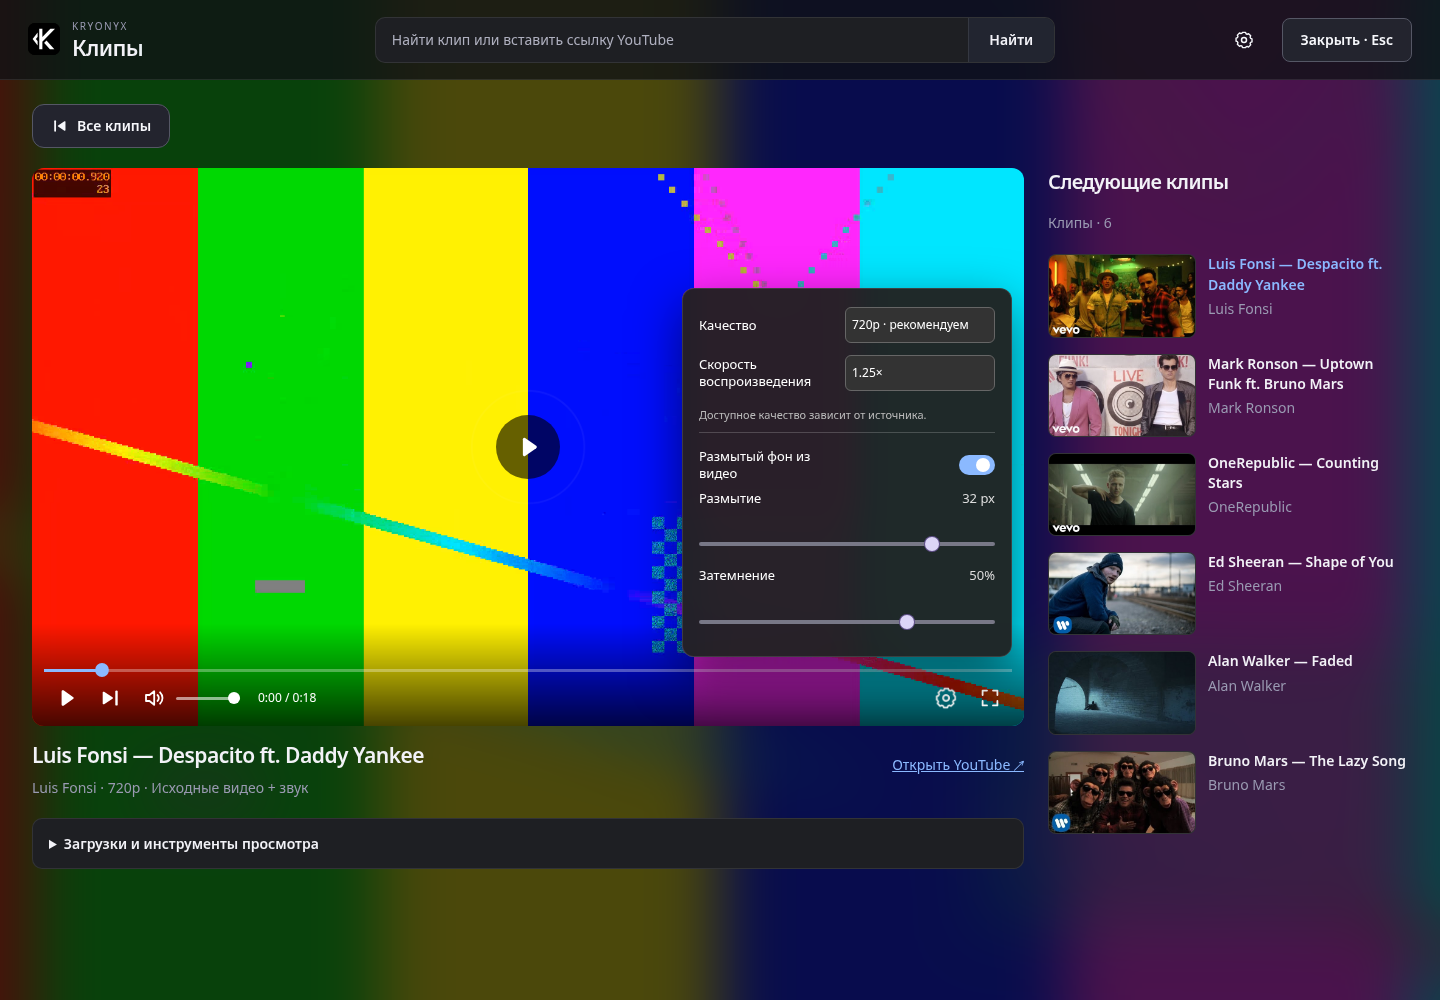 KRYONYX
Клипы
Найти клип или вставить ссылку YouTube
Найти
Закрыть · Esc
Все клипы
00:00:00.920
23
Качество
720p · рекомендуем
Скорость
воспроизведения
1.25×
Доступное качество зависит от источника.
Размытый фон из
видео
Размытие
32 px
Затемнение
50%
0:00 / 0:18
Luis Fonsi — Despacito ft. Daddy Yankee
Открыть YouTube ↗
Luis Fonsi · 720p · Исходные видео + звук
Загрузки и инструменты просмотра
Следующие клипы
Клипы · 6
Luis Fonsi — Despacito ft.
Daddy Yankee
Luis Fonsi
vevo
Mark Ronson — Uptown
Funk ft. Bruno Mars
Mark Ronson
LIVE
TONIGHT
vevo
OneRepublic — Counting
Stars
OneRepublic
vevo
Ed Sheeran — Shape of You
Ed Sheeran
Alan Walker — Faded
Alan Walker
Bruno Mars — The Lazy Song
Bruno Mars